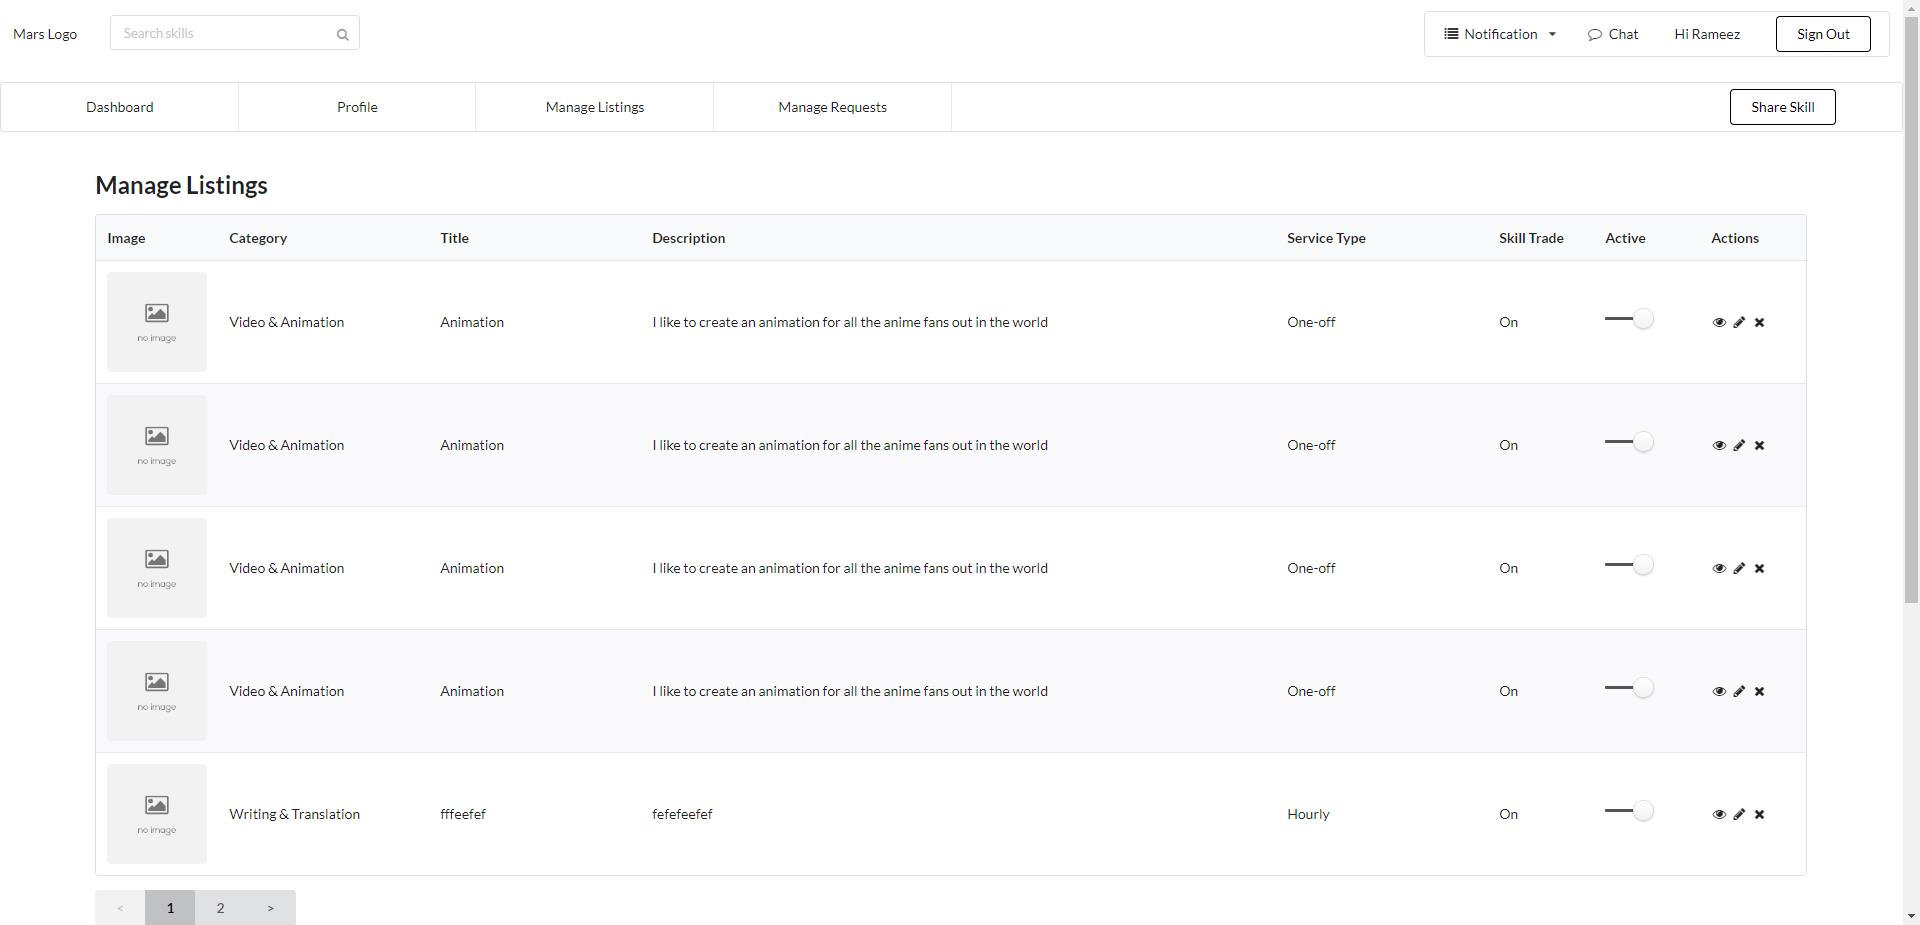 Mars Logo Search skills Notification Chat Hi Rameez Sign Out
Dashboard Profile Manage Listings Manage Requests Share Skill
Manage Listings
Image Category Title Description Service Type Skill Trade Active Actions
no image Video & Animation Animation I like to create an animation for all the anime fans out in the world One-off On
no image Video & Animation Animation I like to create an animation for all the anime fans out in the world One-off On
no image Video & Animation Animation I like to create an animation for all the anime fans out in the world One-off On
no image Video & Animation Animation I like to create an animation for all the anime fans out in the world One-off On
no image Writing & Translation fffeefef fefefeefef Hourly On
< 1 2 >